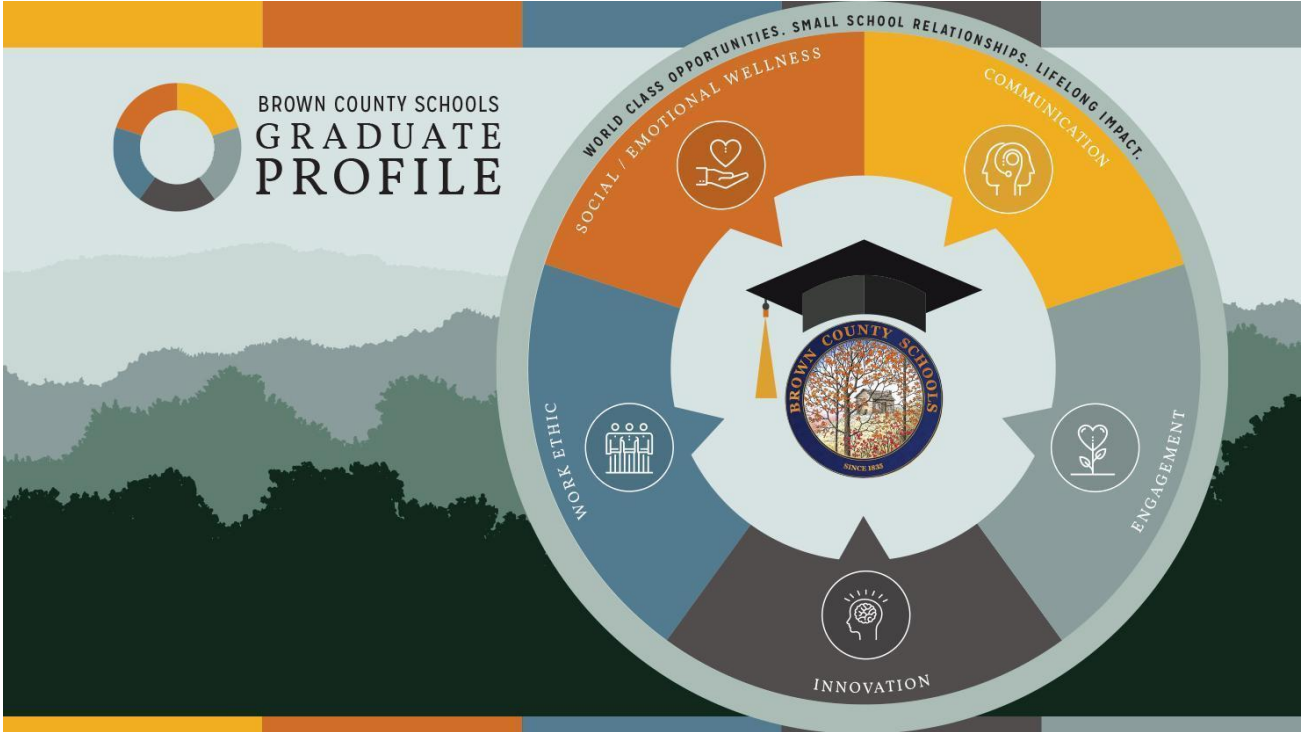 BROWN COUNTY SCHOOLS
GRADUATE
PROFILE
WORLD CLASS OPPORTUNITIES. SMALL SCHOOL RELATIONSHIPS. LIFELONG IMPACT.
SOCIAL / EMOTIONAL WELLNESS
COMMUNICATION
BROWN COUNTY SCHOOLS
SINCE 1835
WORK ETHIC
ENGAGEMENT
INNOVATION